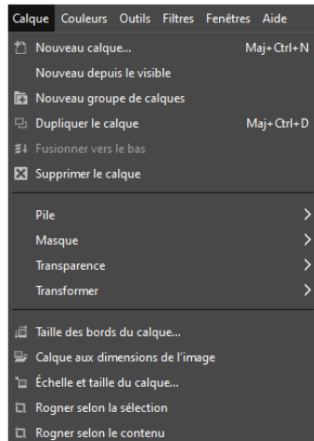 Calque Couleurs Outils Filtres Fenêtres Aide
Nouveau calque... Maj+Ctrl+N
Nouveau depuis le visible
Nouveau groupe de calques
Dupliquer le calque Maj+Ctrl+D
Fusionner vers le bas
Supprimer le calque
Pile
Masque
Transparence
Transformer
Taille des bords du calque...
Calque aux dimensions de l'image
Échelle et taille du calque...
Rogner selon la sélection
Rogner selon le contenu